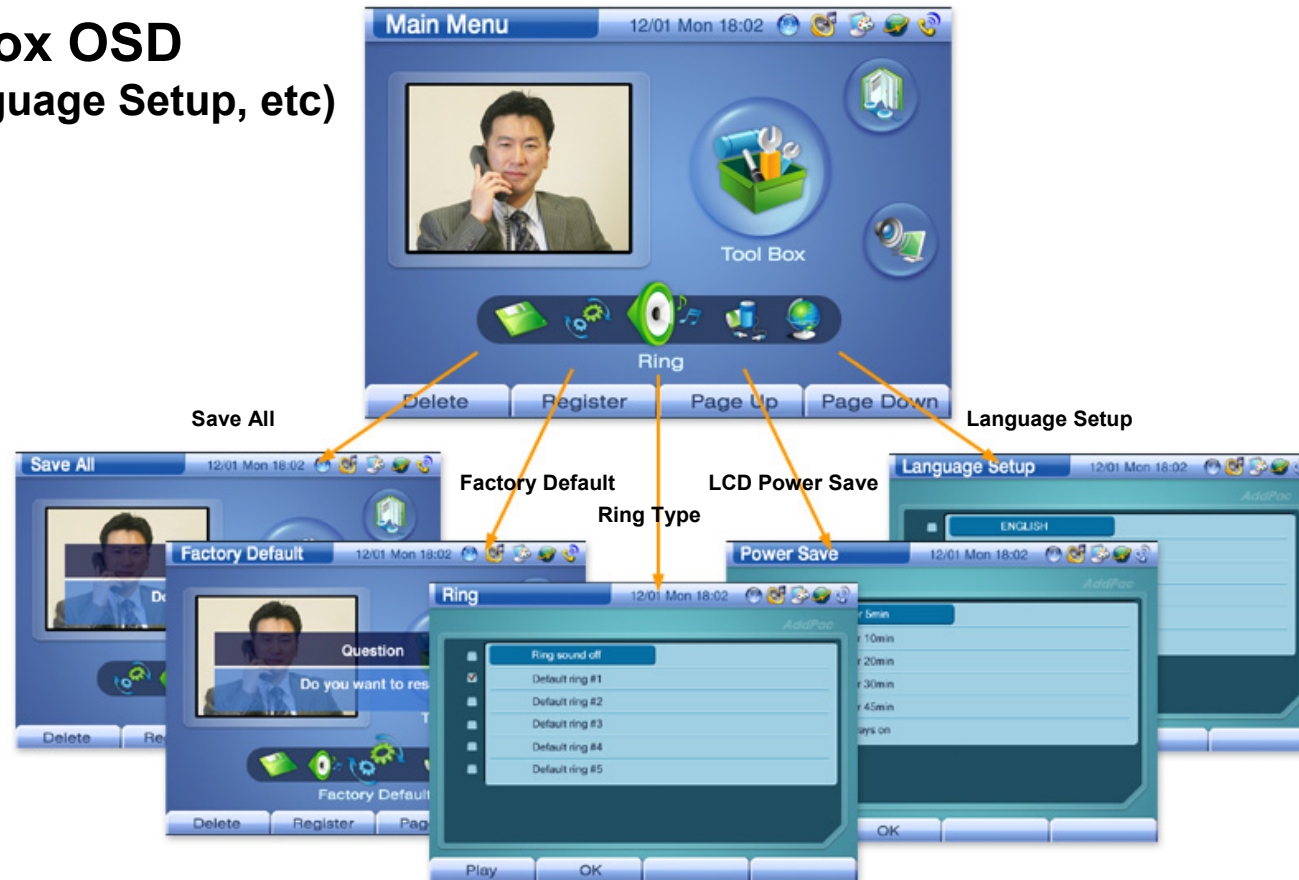 ox OSD
guage Setup, etc)
Main Menu 12/01 Mon 18:02
Tool Box
Ring
Delete Register Page Up Page Down
Save All
Language Setup
Factory Default
LCD Power Save
Ring Type
Save All 12/01 Mon 18:02
Do
Delete Re
Factory Default 12/01 Mon 18:02
Question
Do you want to res
T
Factory Default
Delete Register Pag
Ring 12/01 Mon 18:02
AddPac
Ring sound off
Default ring #1
Default ring #2
Default ring #3
Default ring #4
Default ring #5
Play OK
Power Save 12/01 Mon 18:02
AddPac
r 5min
r 10min
r 20min
r 30min
r 45min
ays on
OK
Language Setup 12/01 Mon 18:02
AddPac
ENGLISH